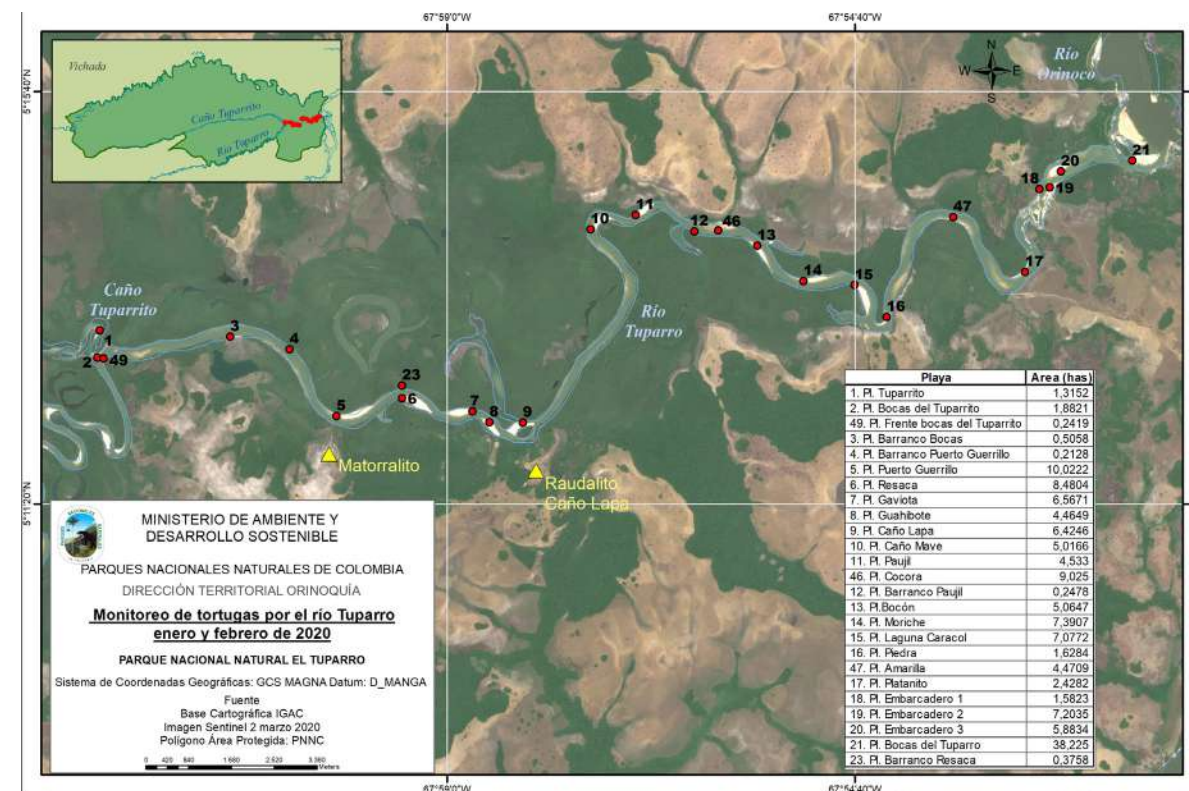 67°59'0"W 67°54'40"W
5°15'40"N
5°11'20"N
Vichada
Caño Tuparrito
Río Tuparro
N
W E
S
Río
Orinoco
21
20
18 19
47
11
10 12 46
13
17
14 15
16
Caño
Tuparrito
Río
Tuparro
3
1
2 49
4
23
6
5
7
8 9
Matorralito
Raudalito
Caño Lapa
MINISTERIO DE AMBIENTE Y
DESARROLLO SOSTENIBLE
PARQUES NACIONALES NATURALES DE COLOMBIA
DIRECCIÓN TERRITORIAL ORINOQUÍA
Monitoreo de tortugas por el río Tuparro
enero y febrero de 2020
PARQUE NACIONAL NATURAL EL TUPARRO
Sistema de Coordenadas Geográficas: GCS MAGNA Datum: D_MANGA
Fuente
Base Cartográfica IGAC
Imagen Sentinel 2 marzo 2020
Polígono Área Protegida: PNNC
0 420 840 1.680 2.520 3.360
Meters
Playa Area (has)
1. Pl. Tuparrito 1,3152
2. Pl. Bocas del Tuparrito 1,8821
49. Pl. Frente bocas del Tuparrito 0,2419
3. Pl. Barranco Bocas 0,5058
4. Pl. Barranco Puerto Guerrillo 0,2128
5. Pl. Puerto Guerrillo 10,0222
6. Pl. Resaca 8,4804
7. Pl. Gaviota 6,5671
8. Pl. Guahibote 4,4649
9. Pl. Caño Lapa 6,4246
10. Pl. Caño Mave 5,0166
11. Pl. Paujil 4,533
46. Pl. Cocora 9,025
12. Pl. Barranco Paujil 0,2478
13. Pl.Bocón 5,0647
14. Pl. Moriche 7,3907
15. Pl. Laguna Caracol 7,0772
16. Pl. Piedra 1,6284
47. Pl. Amarilla 4,4709
17. Pl. Platanito 2,4282
18. Pl. Embarcadero 1 1,5823
19. Pl. Embarcadero 2 7,2035
20. Pl. Embarcadero 3 5,8834
21. Pl. Bocas del Tuparro 38,225
23. Pl. Barranco Resaca 0,3758
67°59'0"W 67°54'40"W